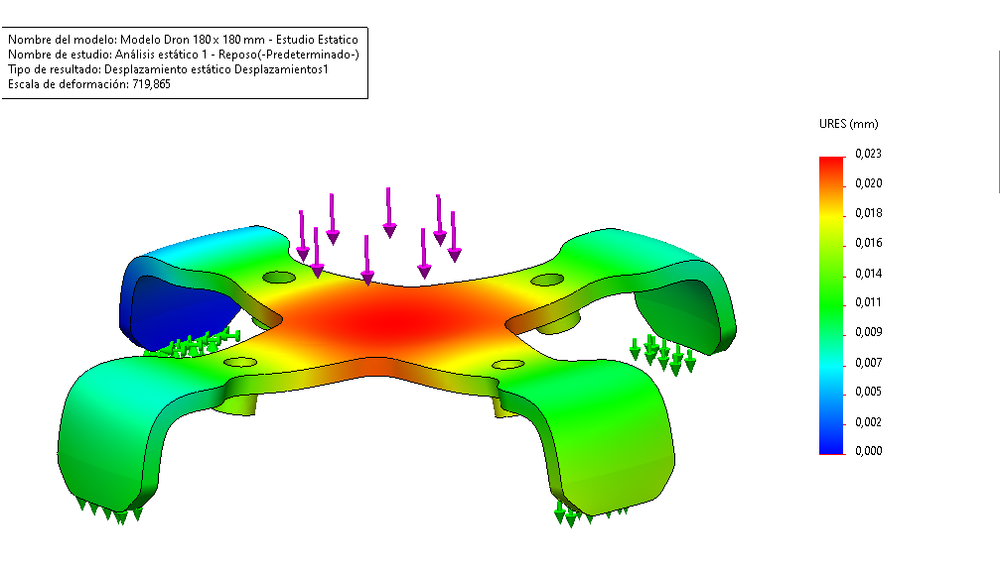 Nombre del modelo: Modelo Dron 180 x 180 mm - Estudio Estatico
Nombre de estudio: Análisis estático 1 - Reposo(-Predeterminado-)
Tipo de resultado: Desplazamiento estático Desplazamientos1
Escala de deformación: 719,865
URES (mm)
0,023
0,020
0,018
0,016
0,014
0,011
0,009
0,007
0,005
0,002
0,000